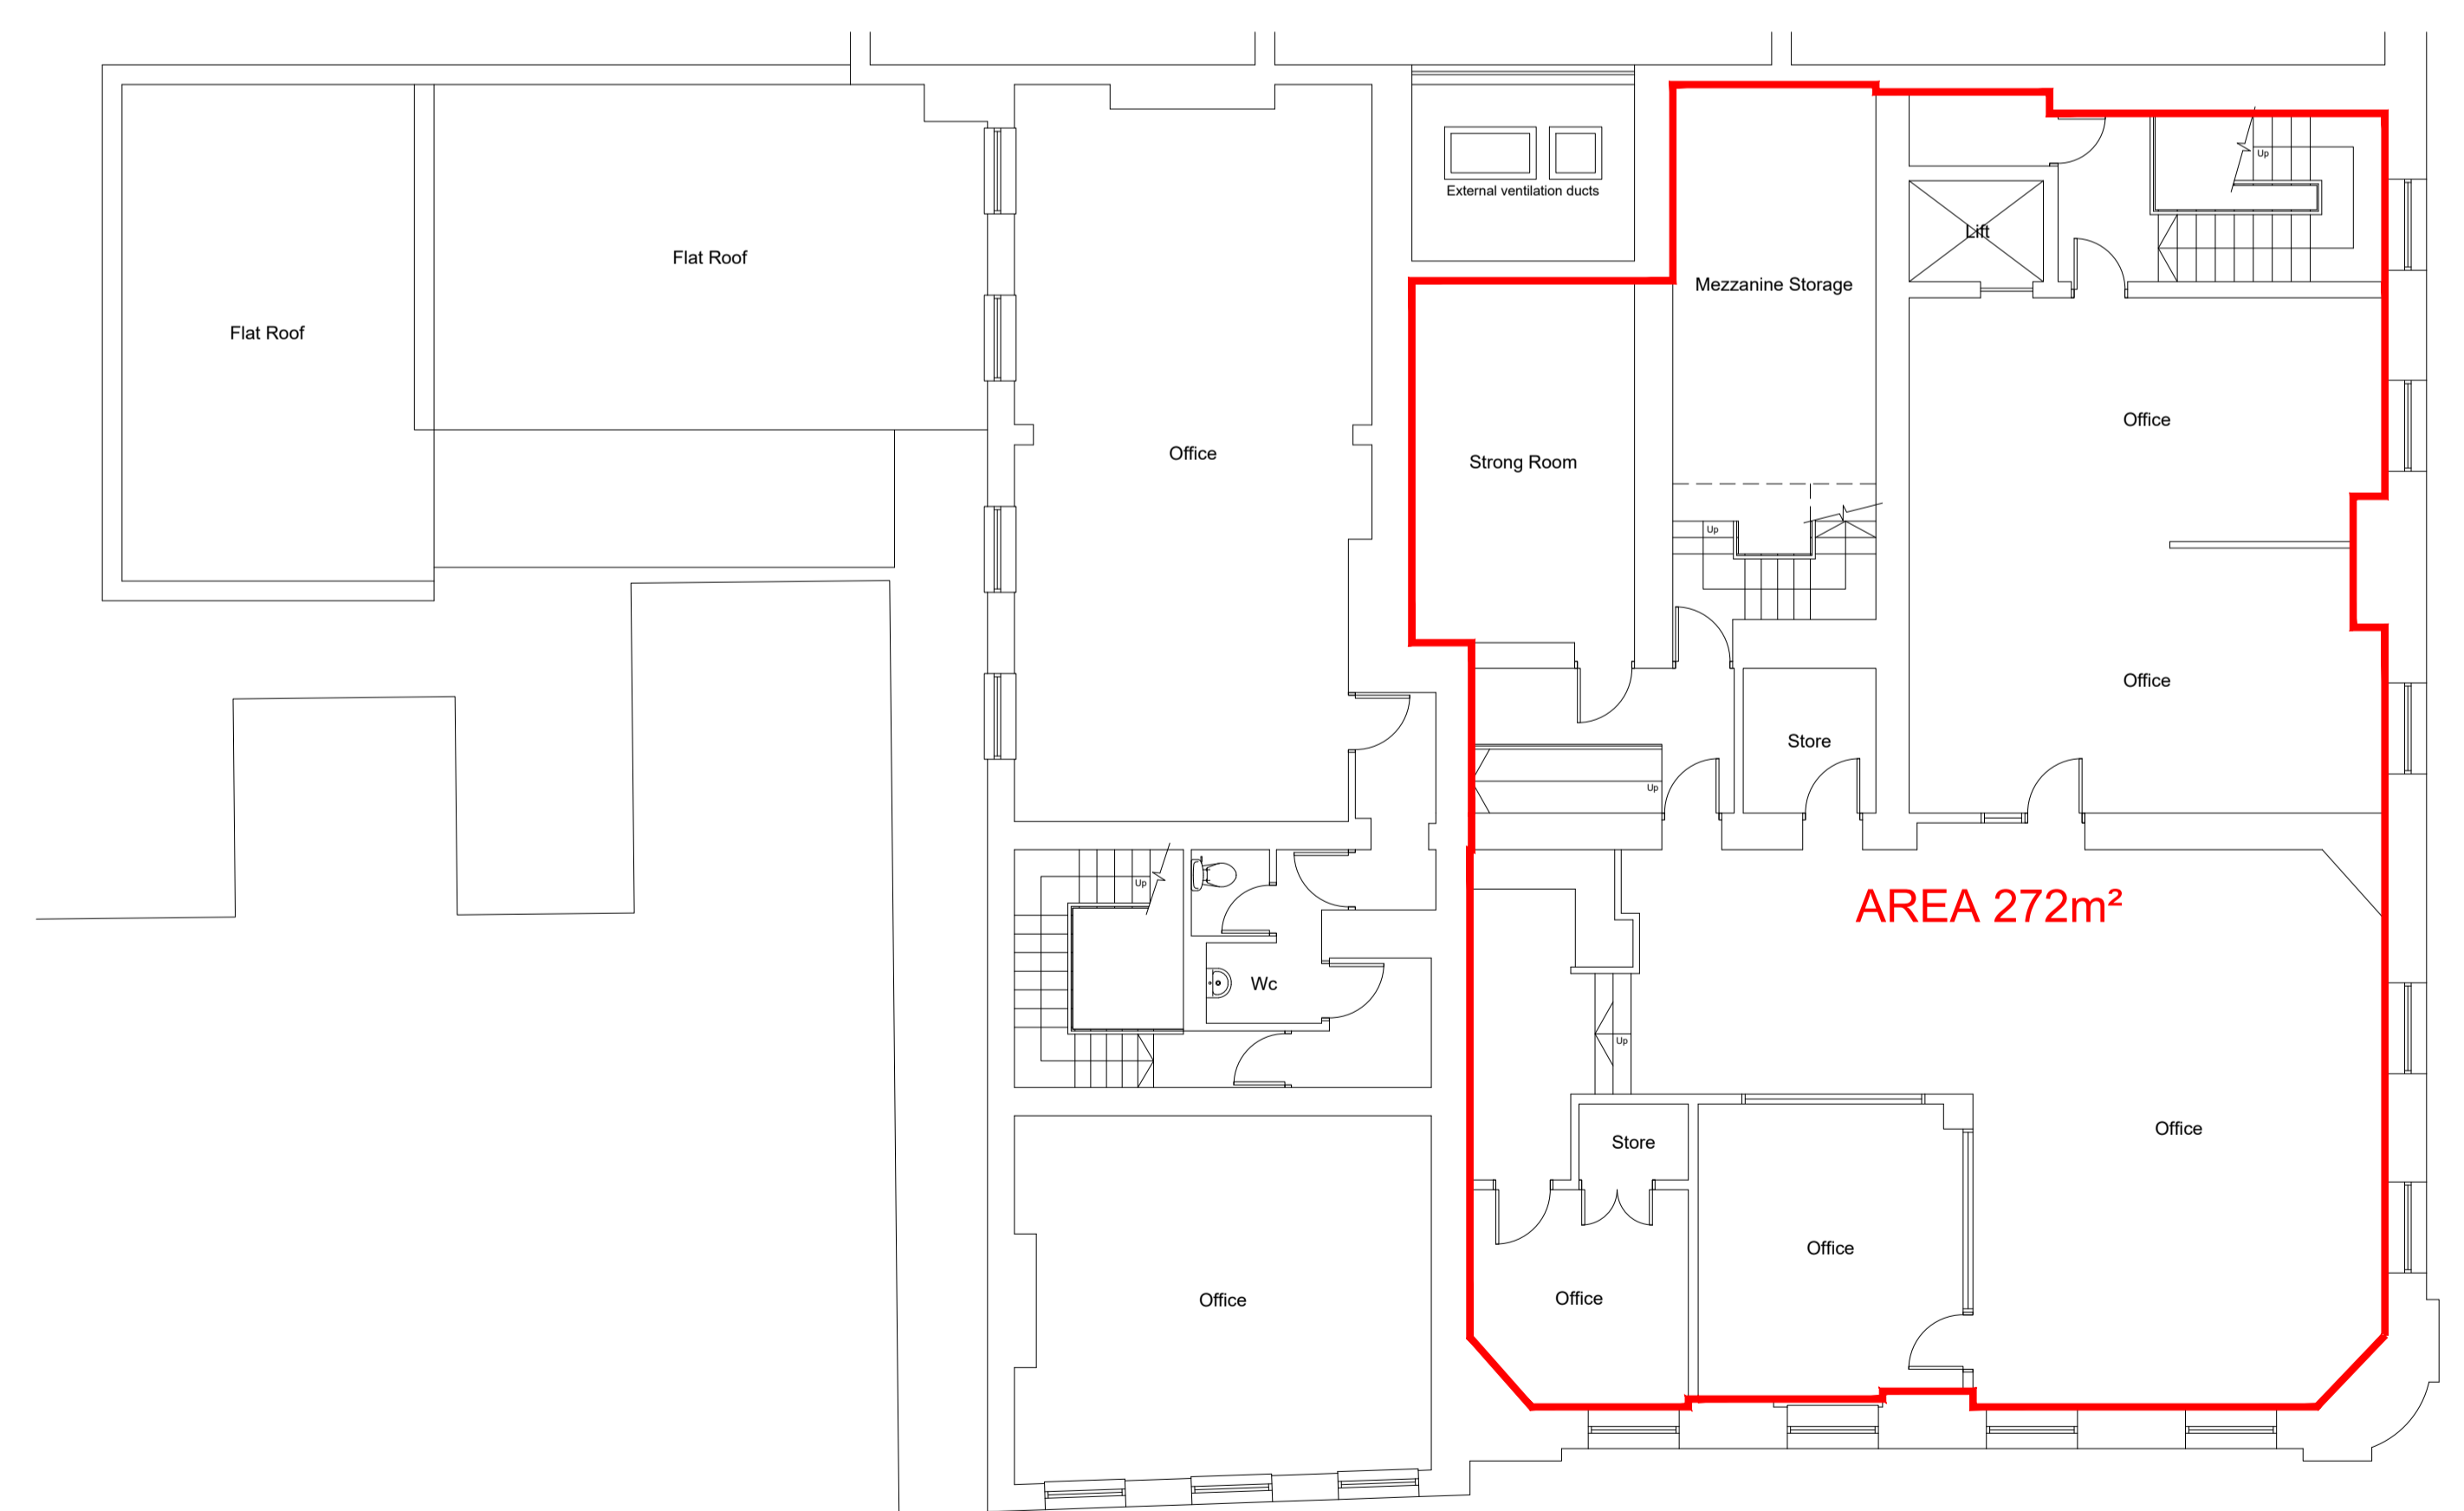 External ventilation ducts
Up
Lift
Flat Roof
Mezzanine Storage
Flat Roof
Office
Office
Strong Room
Up
Office
Store
Up
Up
AREA 272m²
Wc
Up
Office
Store
Office
Office
Office